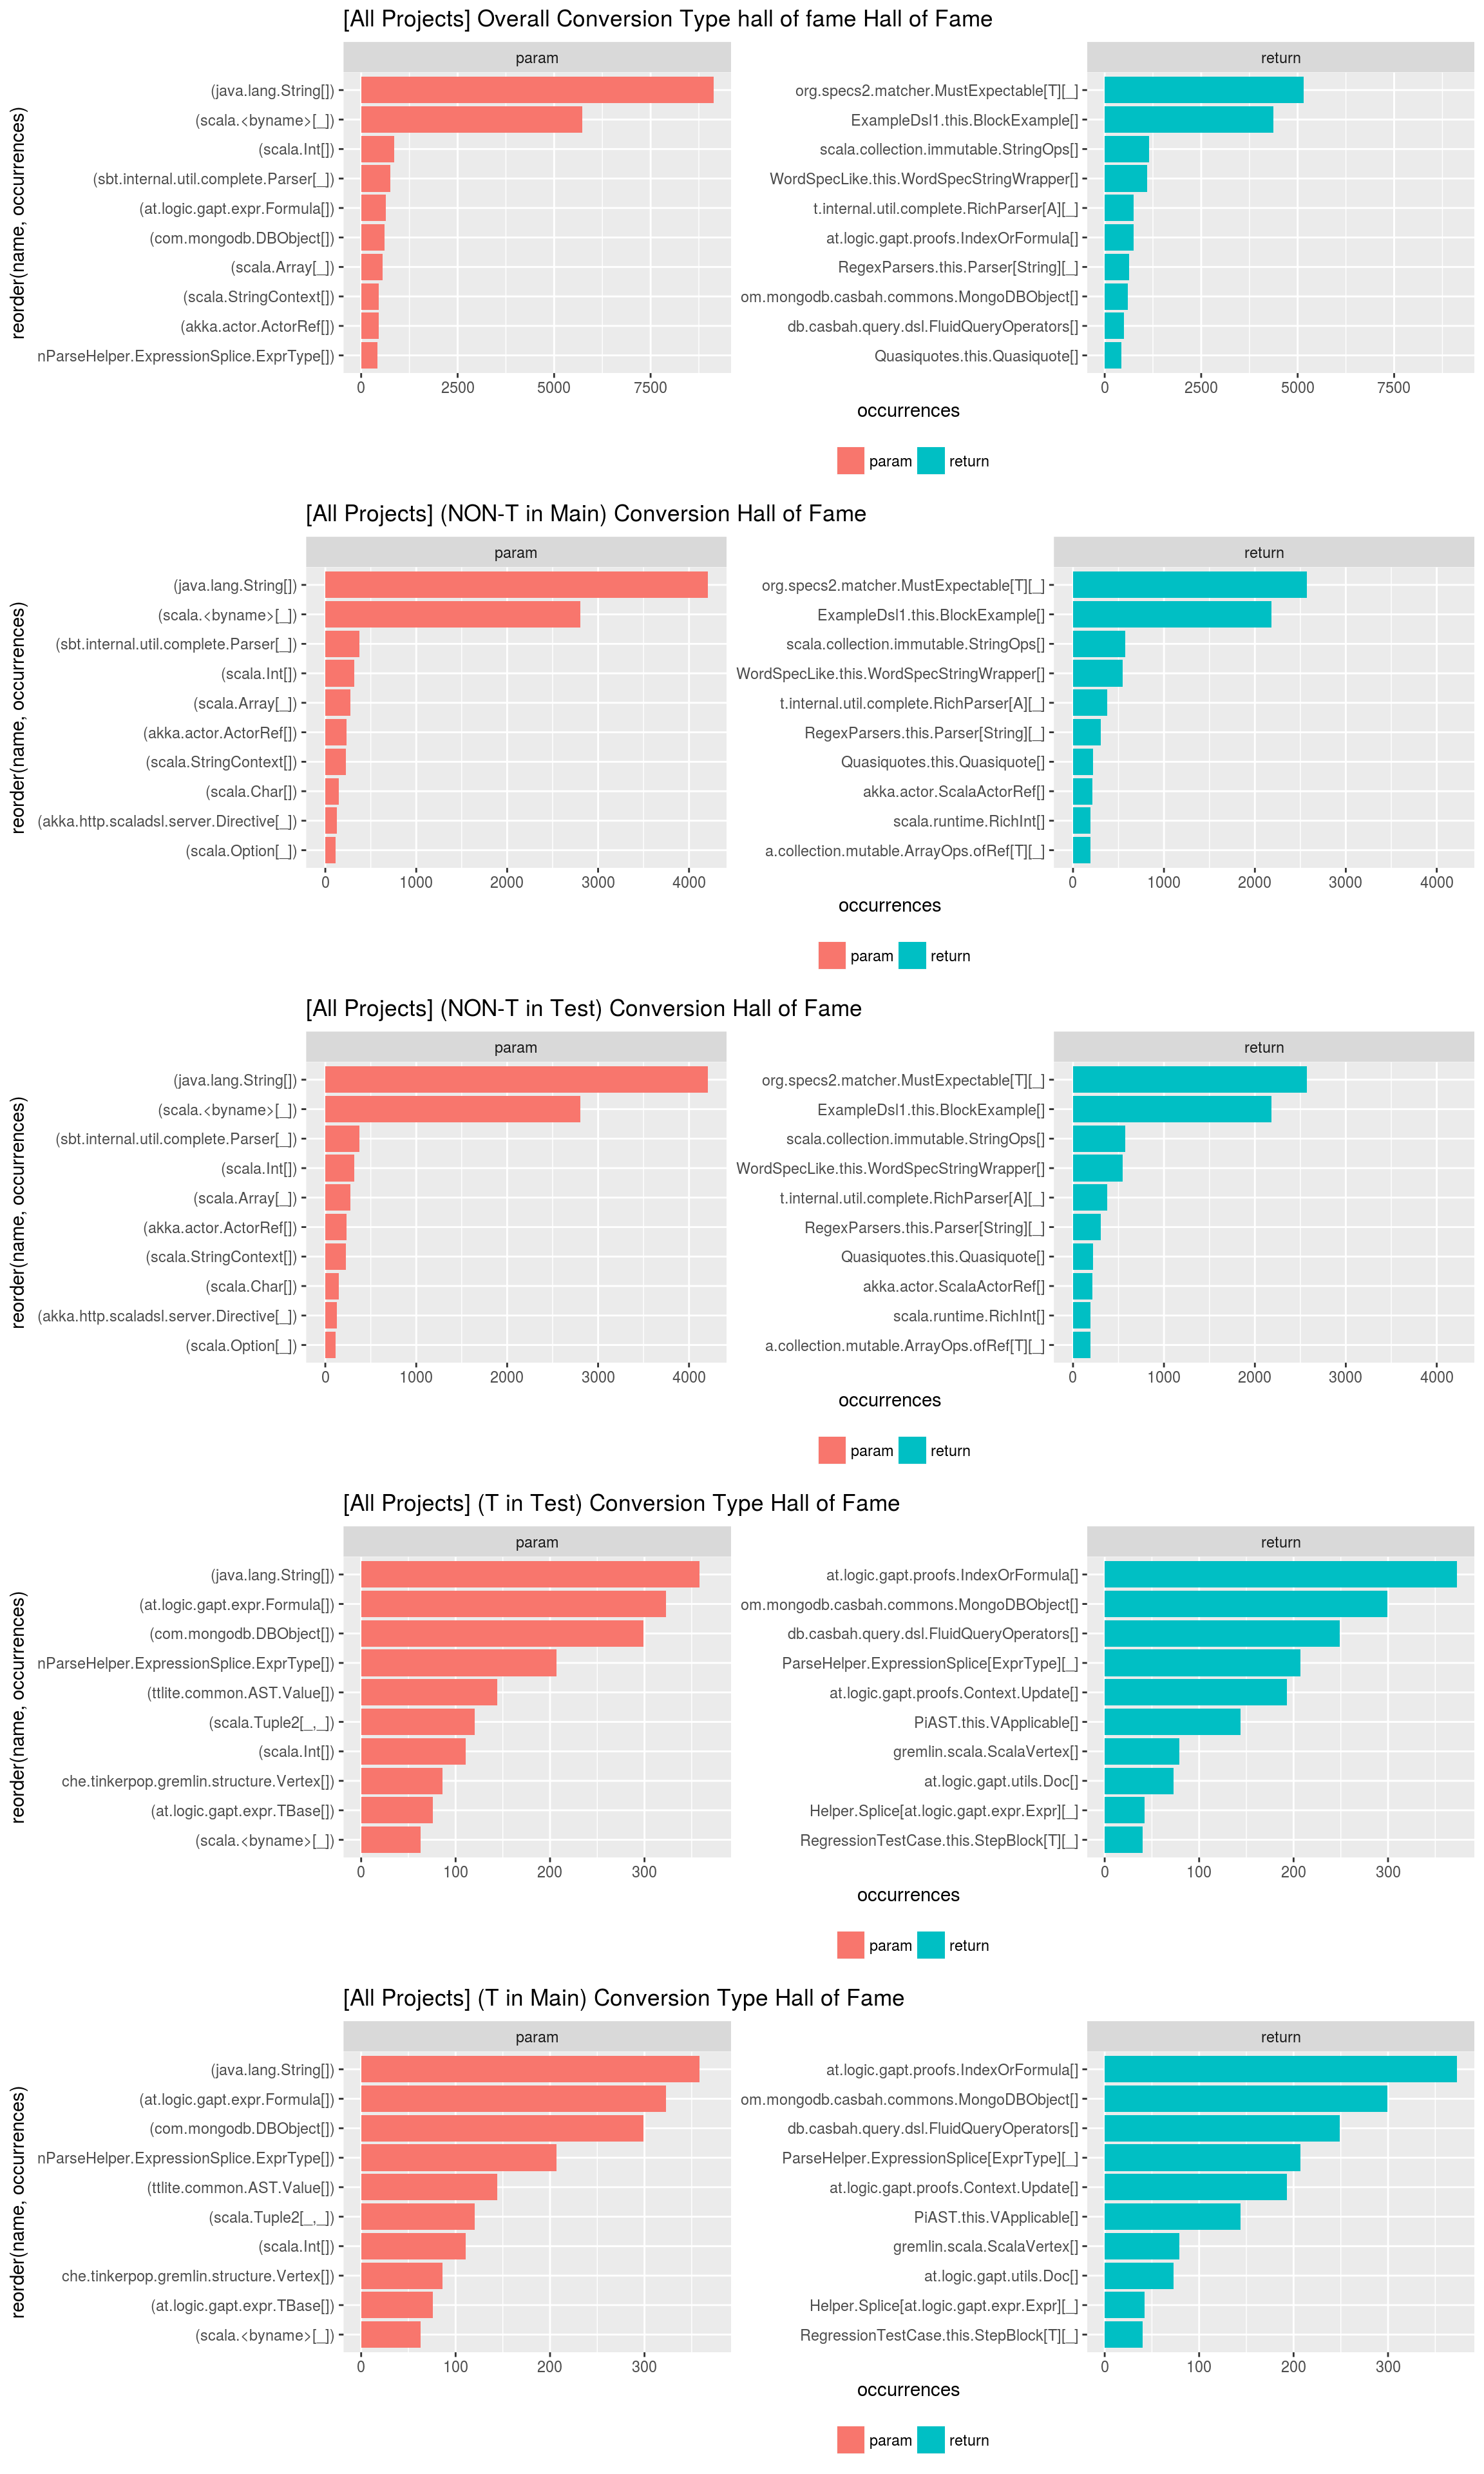 [All Projects] Overall Conversion Type hall of fame Hall of Fame
param
return
reorder(name, occurrences)
(java.lang.String[])
(scala.<byname>[_])
(scala.Int[])
(sbt.internal.util.complete.Parser[_])
(at.logic.gapt.expr.Formula[])
(com.mongodb.DBObject[])
(scala.Array[_])
(scala.StringContext[])
(akka.actor.ActorRef[])
nParseHelper.ExpressionSplice.ExprType[])
0 2500 5000 7500
org.specs2.matcher.MustExpectable[T][_]
ExampleDsl1.this.BlockExample[]
scala.collection.immutable.StringOps[]
WordSpecLike.this.WordSpecStringWrapper[]
t.internal.util.complete.RichParser[A][_]
at.logic.gapt.proofs.IndexOrFormula[]
RegexParsers.this.Parser[String][_]
om.mongodb.casbah.commons.MongoDBObject[]
db.casbah.query.dsl.FluidQueryOperators[]
Quasiquotes.this.Quasiquote[]
0 2500 5000 7500
occurrences
param return
[All Projects] (NON-T in Main) Conversion Hall of Fame
param
return
reorder(name, occurrences)
(java.lang.String[])
(scala.<byname>[_])
(sbt.internal.util.complete.Parser[_])
(scala.Int[])
(scala.Array[_])
(akka.actor.ActorRef[])
(scala.StringContext[])
(scala.Char[])
(akka.http.scaladsl.server.Directive[_])
(scala.Option[_])
0 1000 2000 3000 4000
org.specs2.matcher.MustExpectable[T][_]
ExampleDsl1.this.BlockExample[]
scala.collection.immutable.StringOps[]
WordSpecLike.this.WordSpecStringWrapper[]
t.internal.util.complete.RichParser[A][_]
RegexParsers.this.Parser[String][_]
Quasiquotes.this.Quasiquote[]
akka.actor.ScalaActorRef[]
scala.runtime.RichInt[]
a.collection.mutable.ArrayOps.ofRef[T][_]
0 1000 2000 3000 4000
occurrences
param return
[All Projects] (NON-T in Test) Conversion Hall of Fame
param
return
reorder(name, occurrences)
(java.lang.String[])
(scala.<byname>[_])
(sbt.internal.util.complete.Parser[_])
(scala.Int[])
(scala.Array[_])
(akka.actor.ActorRef[])
(scala.StringContext[])
(scala.Char[])
(akka.http.scaladsl.server.Directive[_])
(scala.Option[_])
0 1000 2000 3000 4000
org.specs2.matcher.MustExpectable[T][_]
ExampleDsl1.this.BlockExample[]
scala.collection.immutable.StringOps[]
WordSpecLike.this.WordSpecStringWrapper[]
t.internal.util.complete.RichParser[A][_]
RegexParsers.this.Parser[String][_]
Quasiquotes.this.Quasiquote[]
akka.actor.ScalaActorRef[]
scala.runtime.RichInt[]
a.collection.mutable.ArrayOps.ofRef[T][_]
0 1000 2000 3000 4000
occurrences
param return
[All Projects] (T in Test) Conversion Type Hall of Fame
param
return
reorder(name, occurrences)
(java.lang.String[])
(at.logic.gapt.expr.Formula[])
(com.mongodb.DBObject[])
nParseHelper.ExpressionSplice.ExprType[])
(ttlite.common.AST.Value[])
(scala.Tuple2[_,_])
(scala.Int[])
che.tinkerpop.gremlin.structure.Vertex[])
(at.logic.gapt.expr.TBase[])
(scala.<byname>[_])
0 100 200 300
at.logic.gapt.proofs.IndexOrFormula[]
om.mongodb.casbah.commons.MongoDBObject[]
db.casbah.query.dsl.FluidQueryOperators[]
ParseHelper.ExpressionSplice[ExprType][_]
at.logic.gapt.proofs.Context.Update[]
PiAST.this.VApplicable[]
gremlin.scala.ScalaVertex[]
at.logic.gapt.utils.Doc[]
Helper.Splice[at.logic.gapt.expr.Expr][_]
RegressionTestCase.this.StepBlock[T][_]
0 100 200 300
occurrences
param return
[All Projects] (T in Main) Conversion Type Hall of Fame
param
return
reorder(name, occurrences)
(java.lang.String[])
(at.logic.gapt.expr.Formula[])
(com.mongodb.DBObject[])
nParseHelper.ExpressionSplice.ExprType[])
(ttlite.common.AST.Value[])
(scala.Tuple2[_,_])
(scala.Int[])
che.tinkerpop.gremlin.structure.Vertex[])
(at.logic.gapt.expr.TBase[])
(scala.<byname>[_])
0 100 200 300
at.logic.gapt.proofs.IndexOrFormula[]
om.mongodb.casbah.commons.MongoDBObject[]
db.casbah.query.dsl.FluidQueryOperators[]
ParseHelper.ExpressionSplice[ExprType][_]
at.logic.gapt.proofs.Context.Update[]
PiAST.this.VApplicable[]
gremlin.scala.ScalaVertex[]
at.logic.gapt.utils.Doc[]
Helper.Splice[at.logic.gapt.expr.Expr][_]
RegressionTestCase.this.StepBlock[T][_]
0 100 200 300
occurrences
param return